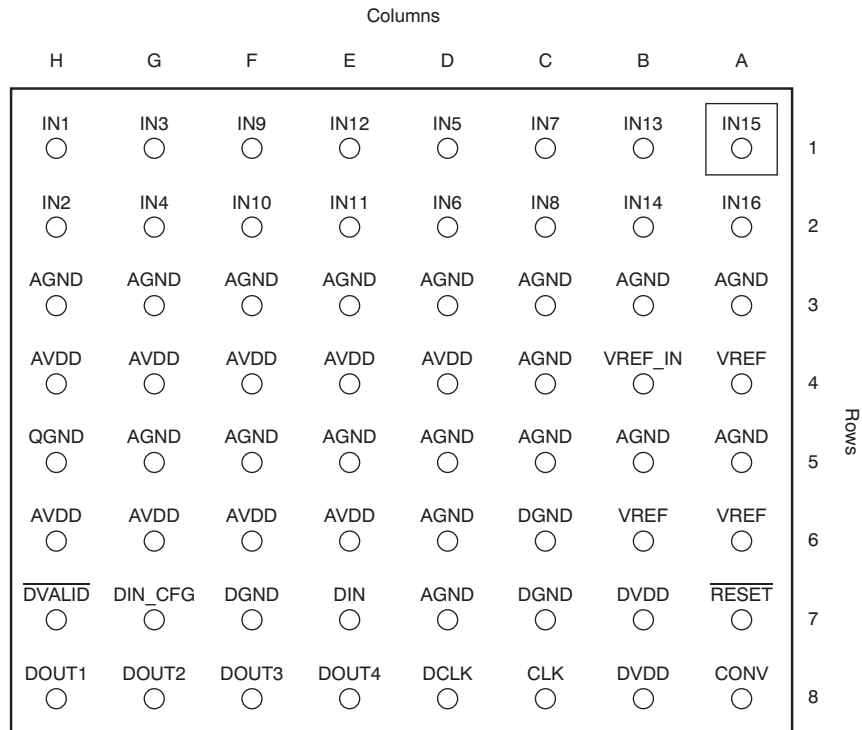 Columns
H G F E D C B A
IN1 IN3 IN9 IN12 IN5 IN7 IN13 IN15
1
IN2 IN4 IN10 IN11 IN6 IN8 IN14 IN16
2
AGND AGND AGND AGND AGND AGND AGND AGND
3
AVDD AVDD AVDD AVDD AVDD AGND VREF_IN VREF
4
Rows
QGND AGND AGND AGND AGND AGND AGND AGND
5
AVDD AVDD AVDD AVDD AGND DGND VREF VREF
6
DVALID DIN_CFG DGND DIN AGND DGND DVDD RESET
7
DOUT1 DOUT2 DOUT3 DOUT4 DCLK CLK DVDD CONV
8